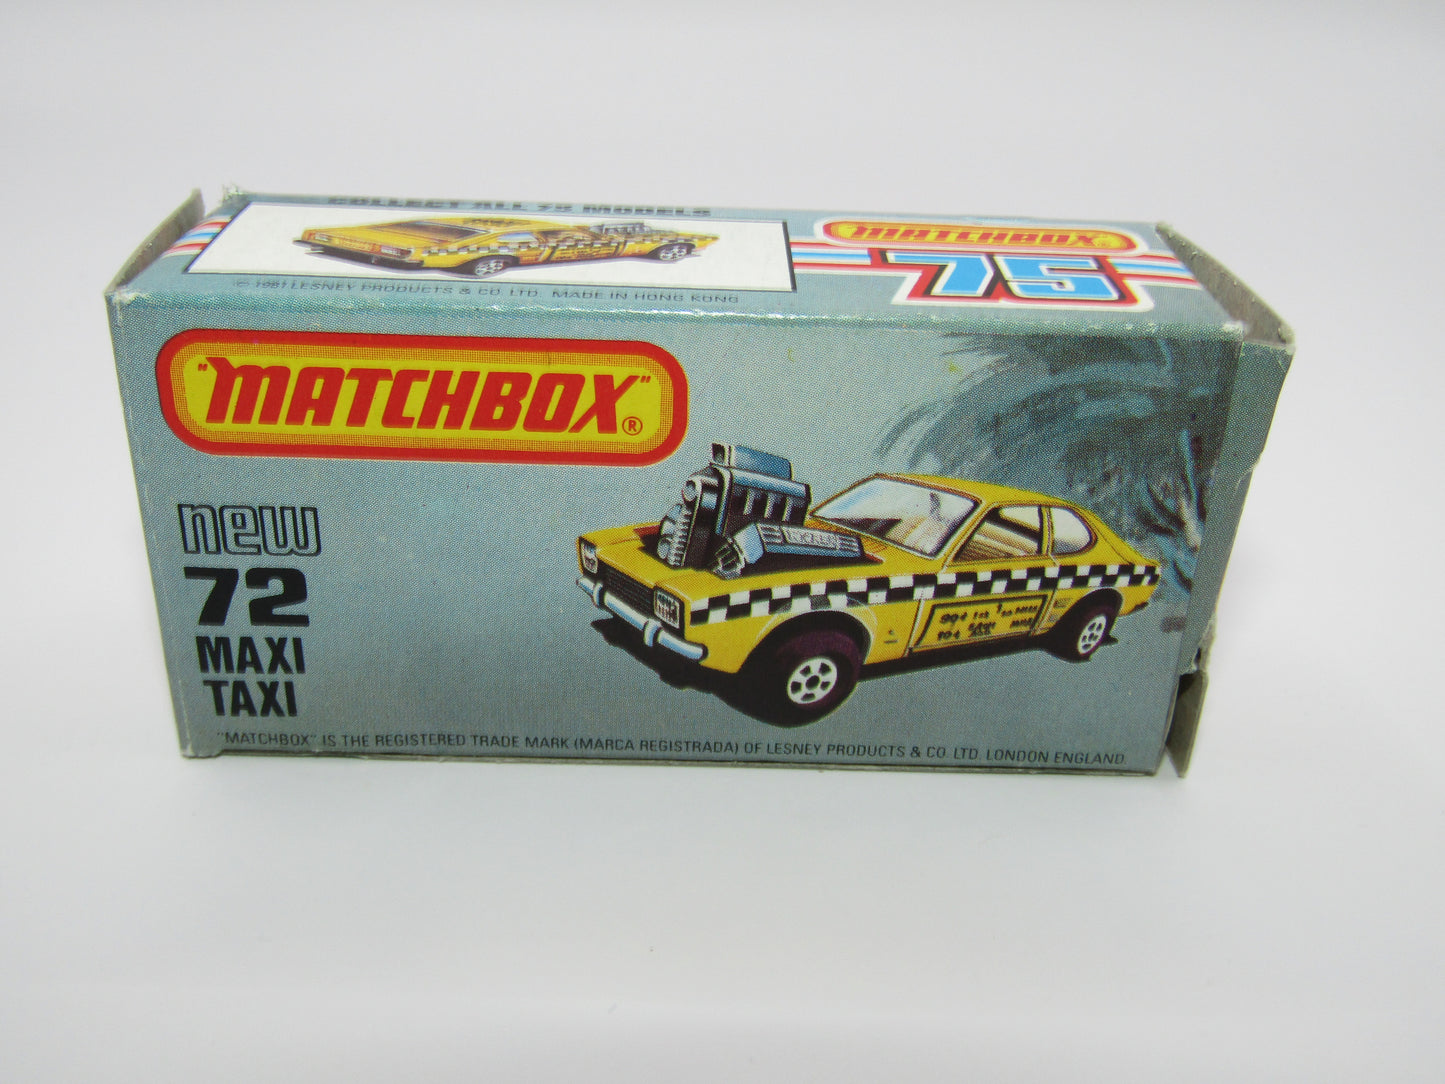 COLLECT ALL 75 MODELS
© 1981 LESNEY PRODUCTS & CO. LTD. MADE IN HONG KONG
MATCHBOX ®
75
"MATCHBOX" ®
new
72
MAXI
TAXI
"MATCHBOX" IS THE REGISTERED TRADE MARK (MARCA REGISTRADA) OF LESNEY PRODUCTS & CO. LTD. LONDON ENGLAND.